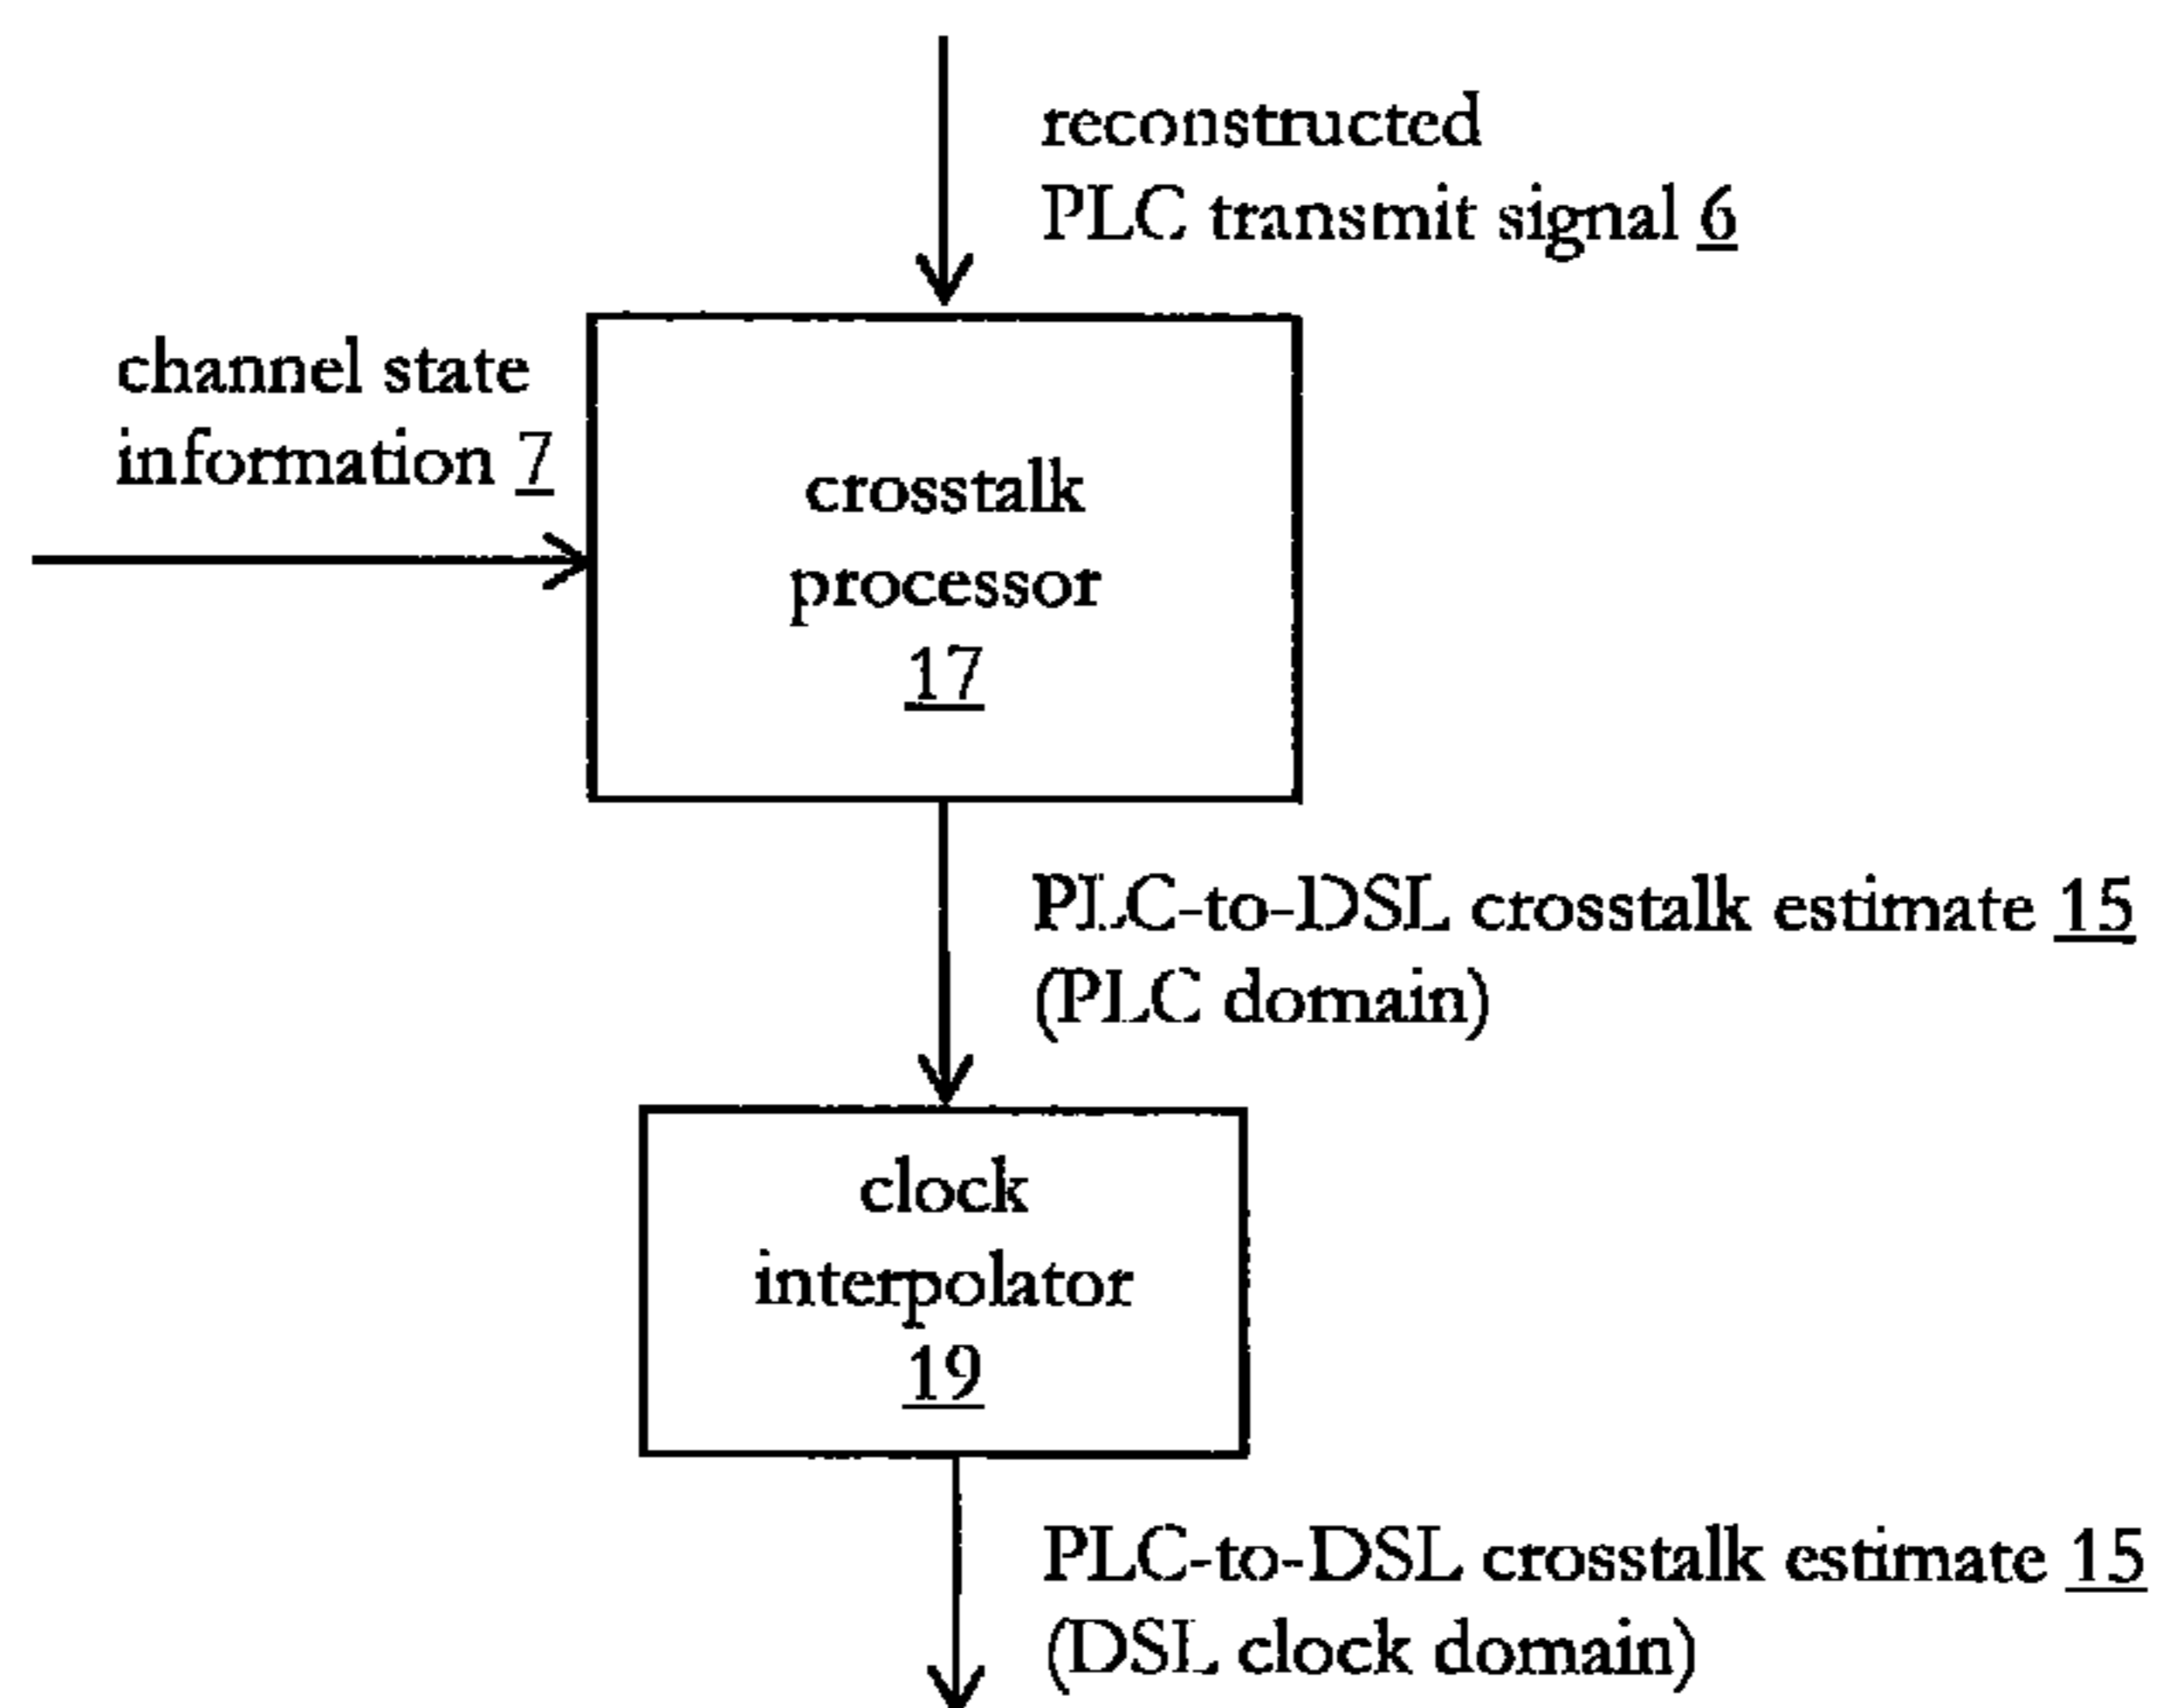 reconstructed
PLC transmit signal 6
channel state
information 7
crosstalk
processor
17
PLC-to-DSL crosstalk estimate 15
(PLC domain)
clock
interpolator
19
PLC-to-DSL crosstalk estimate 15
(DSL clock domain)